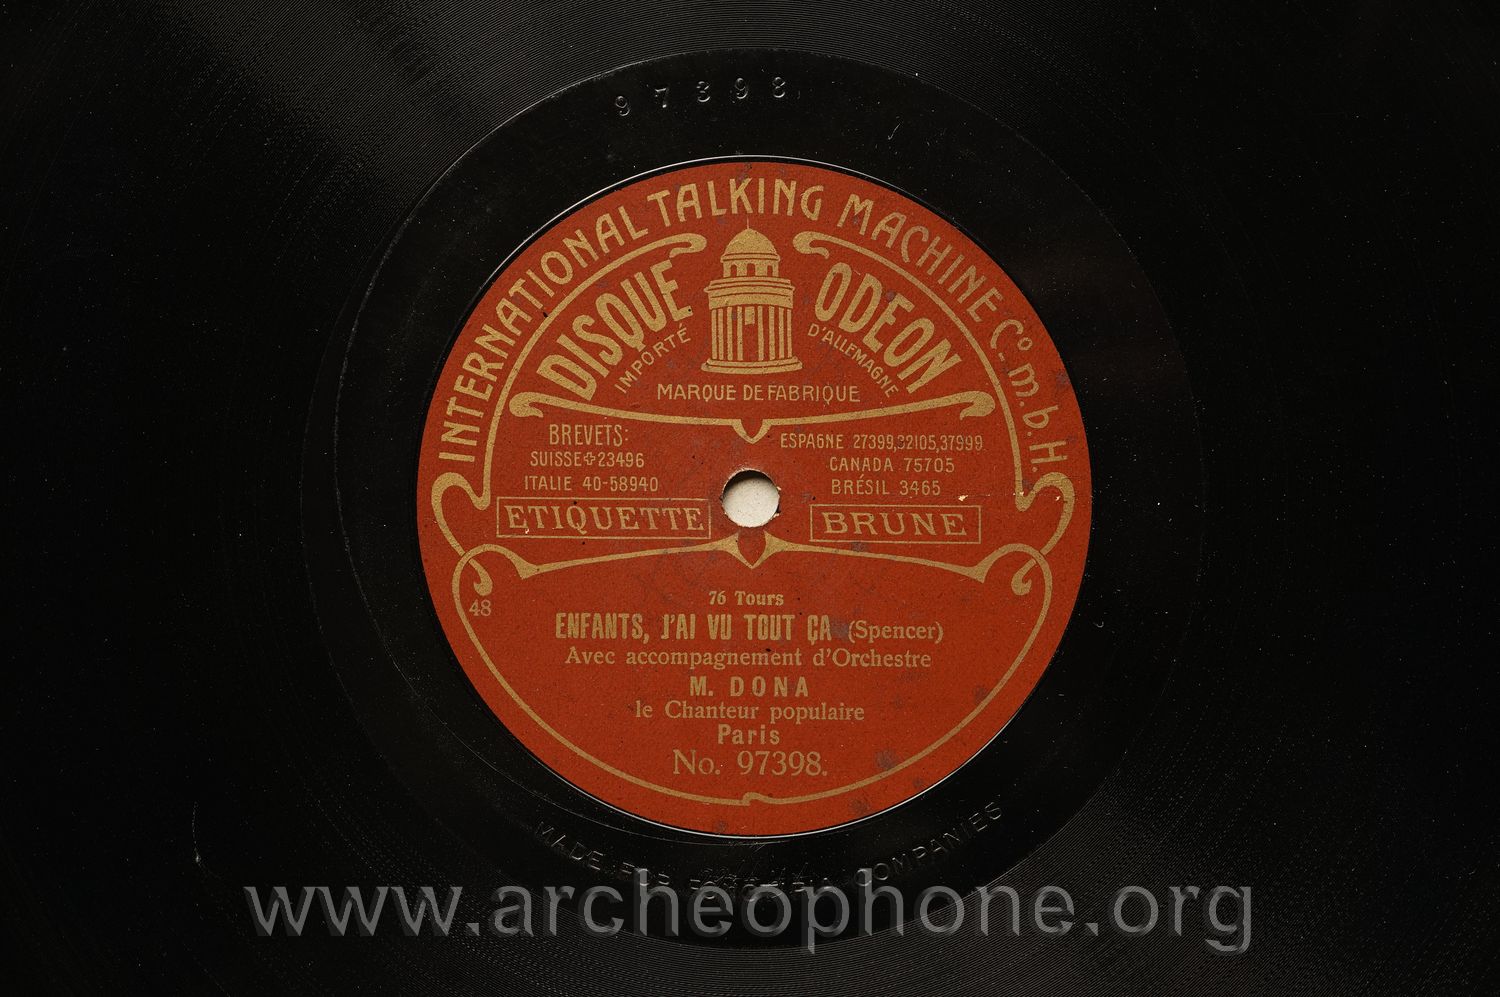 97398
INTERNATIONAL TALKING MACHINE Co. m.b.H.
DISQUE ODEON
IMPORTÉ D'ALLEMAGNE
MARQUE DE FABRIQUE
BREVETS:
SUISSE✚23496
ITALIE 40-58940
ESPAGNE 27399,32105,37999
CANADA 75705
BRÉSIL 3465
ETIQUETTE BRUNE
48
76 Tours
ENFANTS, J'AI VU TOUT ÇA (Spencer)
Avec accompagnement d'Orchestre
M. DONA
le Chanteur populaire
Paris
No. 97398.
MADE COMPANIES
www.archeophone.org